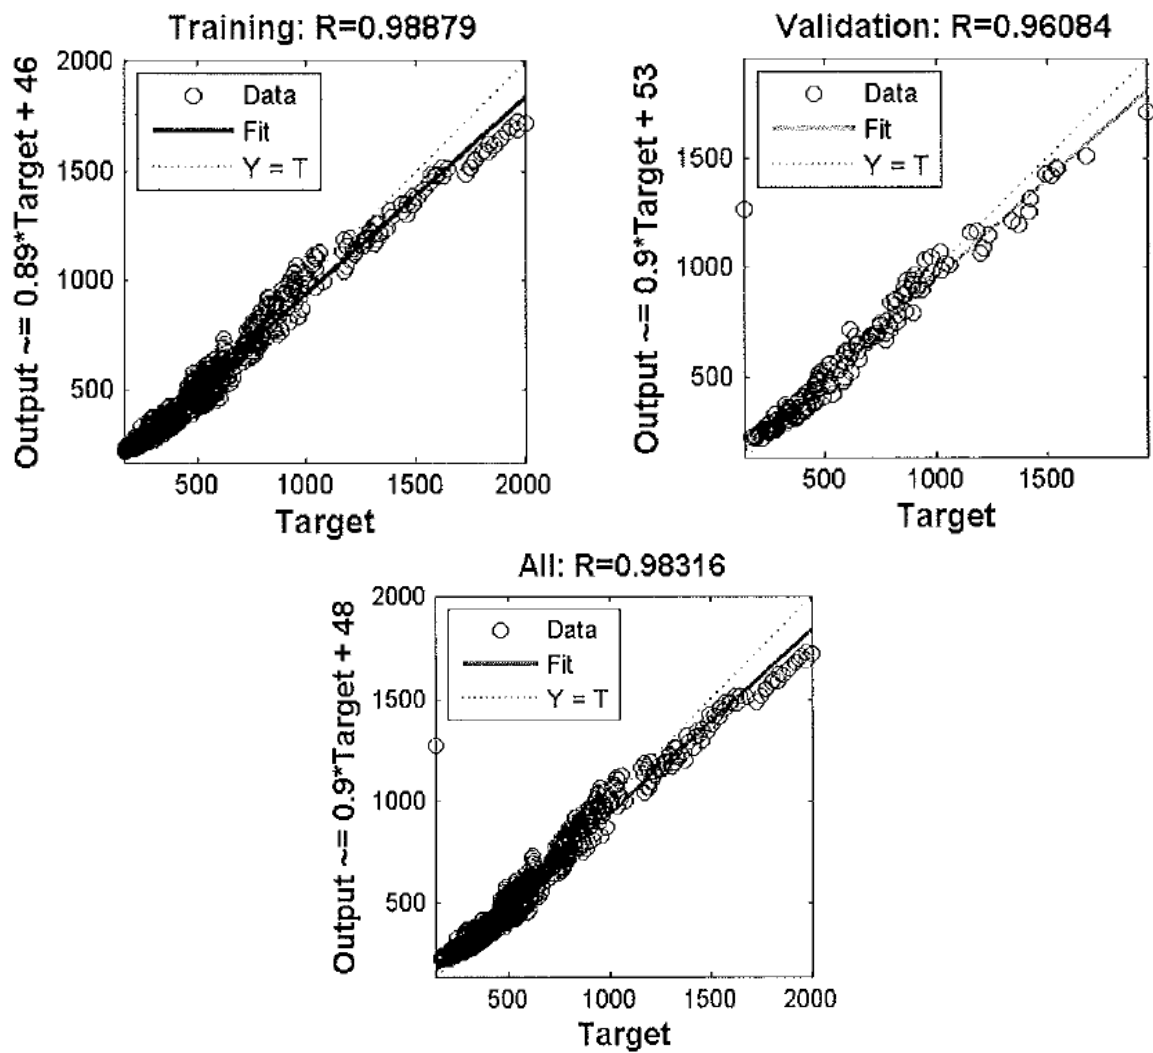 Training: R=0.98879
Output ~= 0.89*Target + 46
2000
1500
1000
500
Data
Fit
Y = T
500 1000 1500 2000
Target
Validation: R=0.96084
Output ~= 0.9*Target + 53
1500
1000
500
Data
Fit
Y = T
500 1000 1500
Target
All: R=0.98316
Output ~= 0.9*Target + 48
2000
1500
1000
500
Data
Fit
Y = T
500 1000 1500 2000
Target